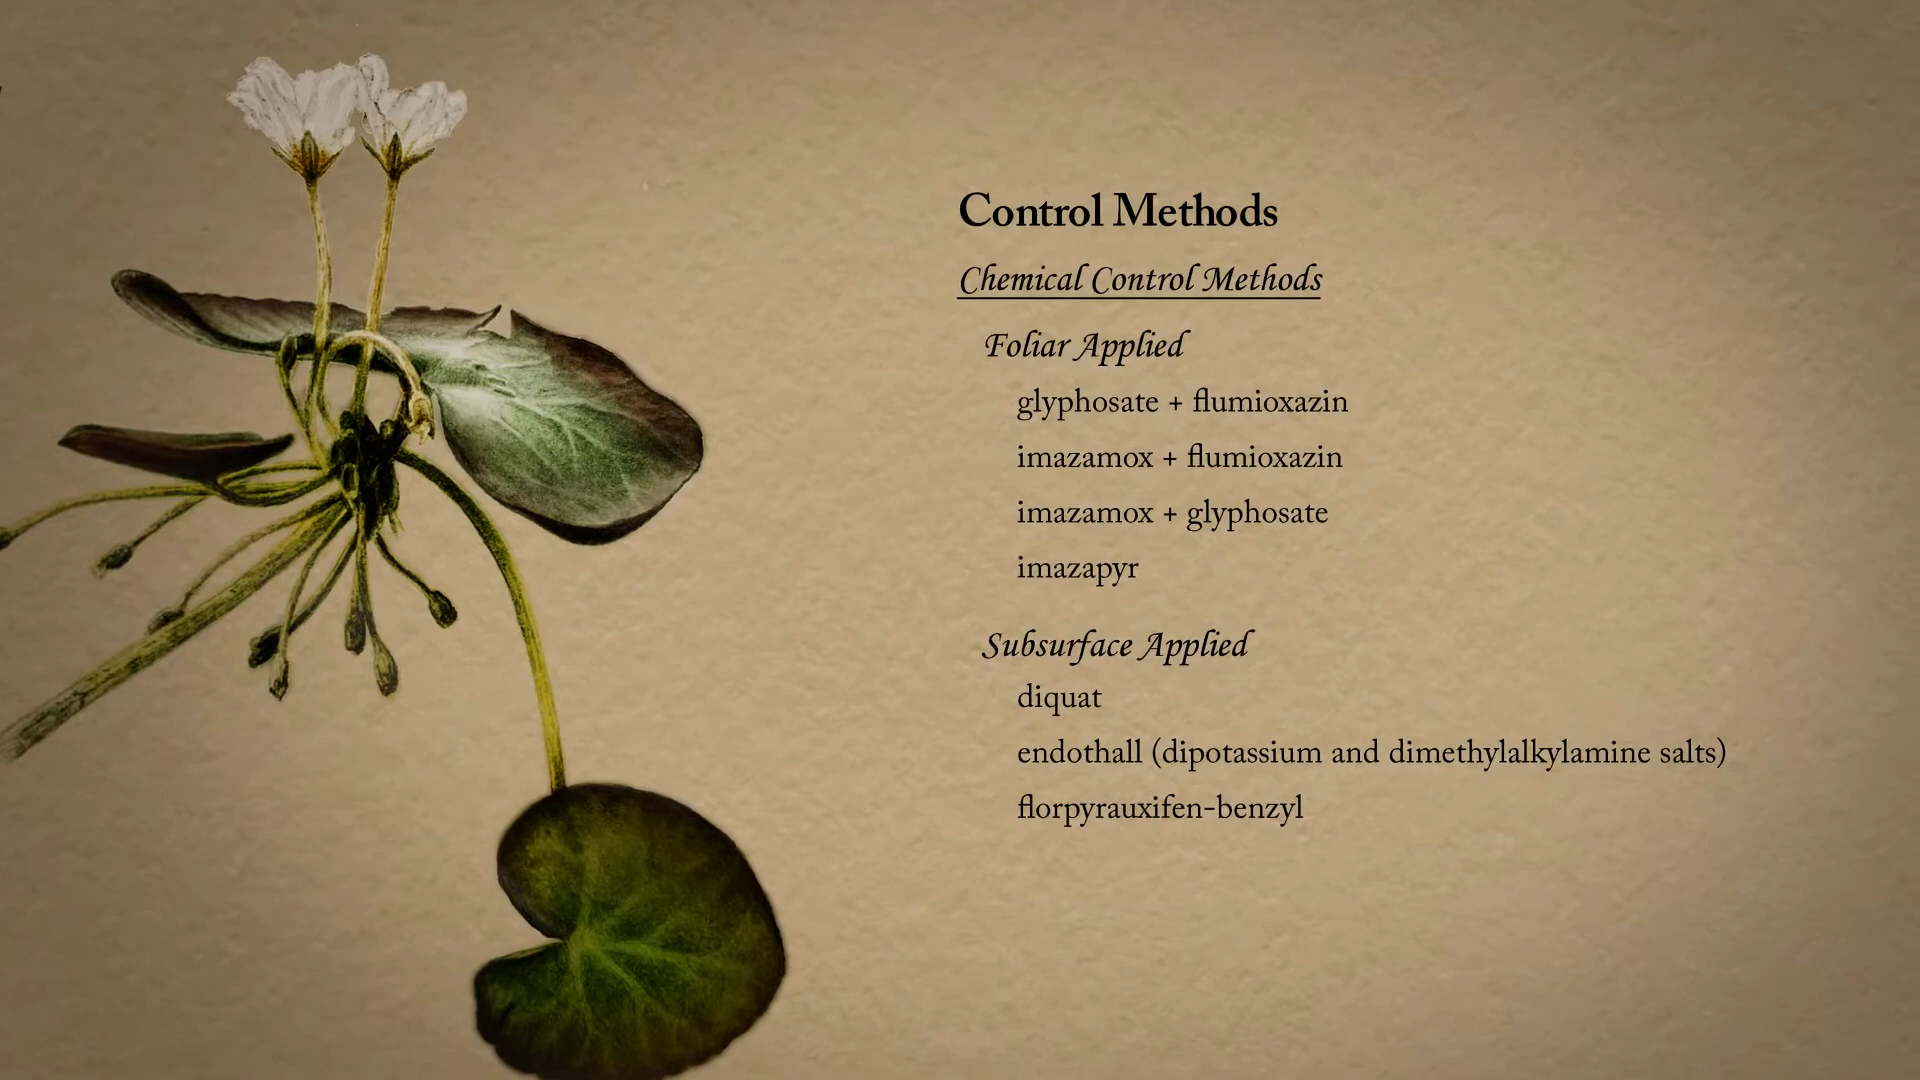 Control Methods
Chemical Control Methods
Foliar Applied
glyphosate + flumioxazin
imazamox + flumioxazin
imazamox + glyphosate
imazapyr
Subsurface Applied
diquat
endothall (dipotassium and dimethylalkylamine salts)
florpyrauxifen-benzyl